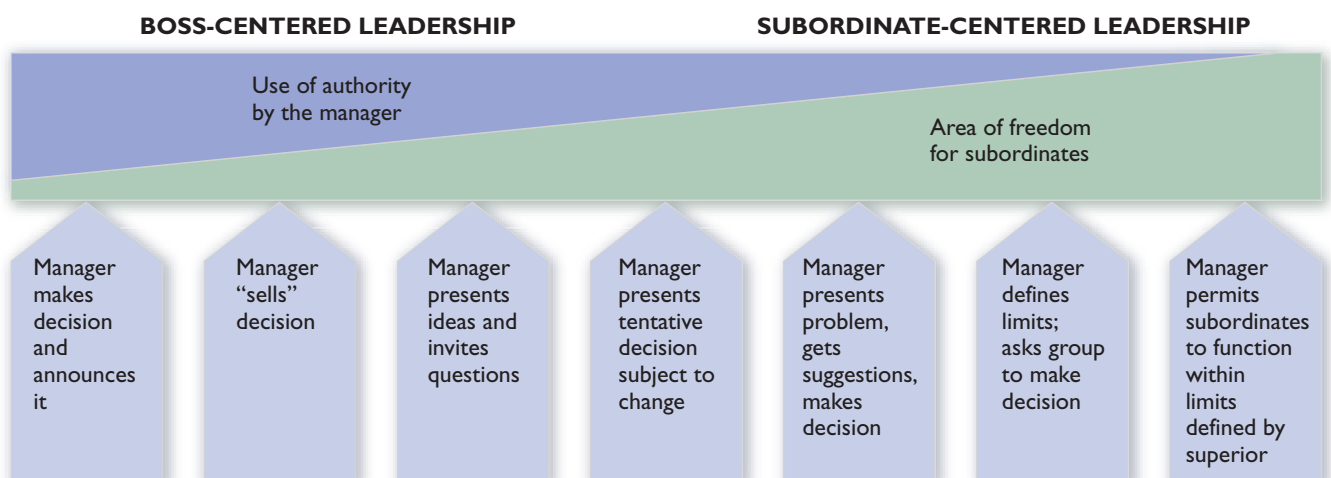 BOSS-CENTERED LEADERSHIP
SUBORDINATE-CENTERED LEADERSHIP
Use of authority
by the manager
Area of freedom
for subordinates
Manager
makes
decision
and
announces
it
Manager
“sells”
decision
Manager
presents
ideas and
invites
questions
Manager
presents
tentative
decision
subject to
change
Manager
presents
problem,
gets
suggestions,
makes
decision
Manager
defines
limits;
asks group
to make
decision
Manager
permits
subordinates
to function
within
limits
defined by
superior